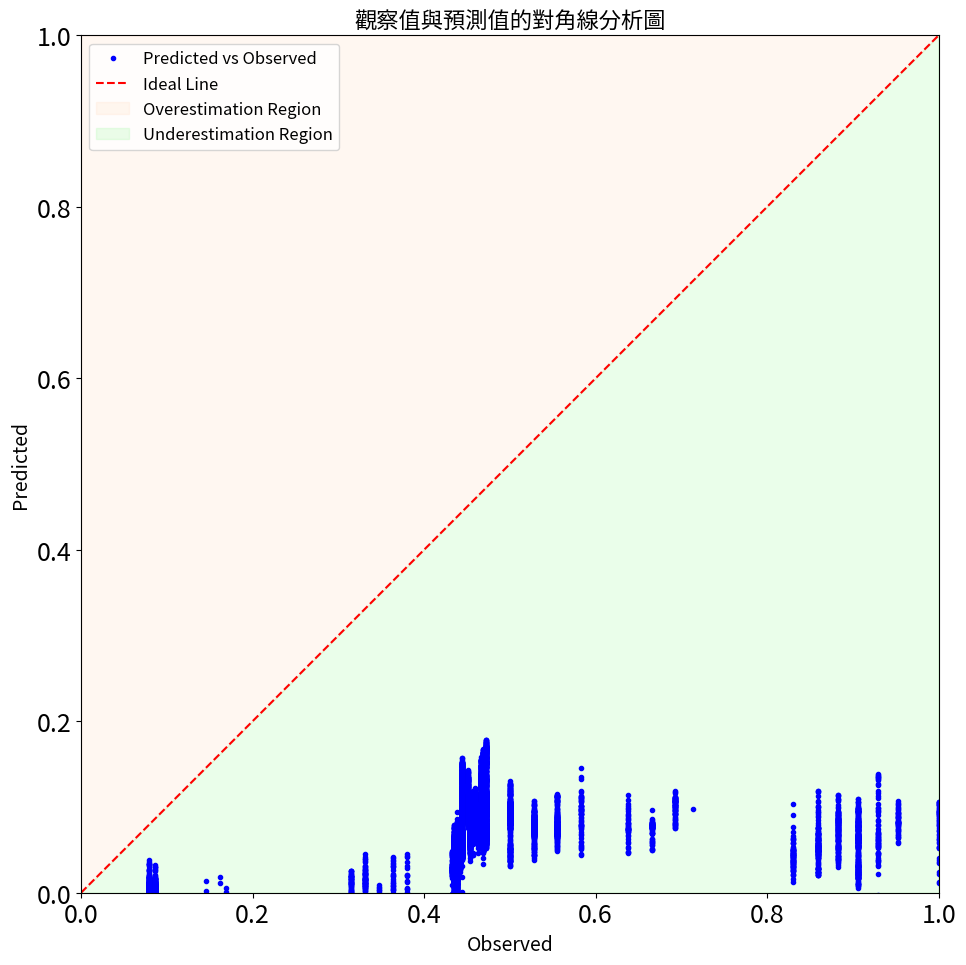 觀察值與預測值的對角線分析圖
Predicted vs Observed
Ideal Line
Overestimation Region
Underestimation Region
Predicted
1.0
0.8
0.6
0.4
0.2
0.0
0.0 0.2 0.4 0.6 0.8 1.0
Observed